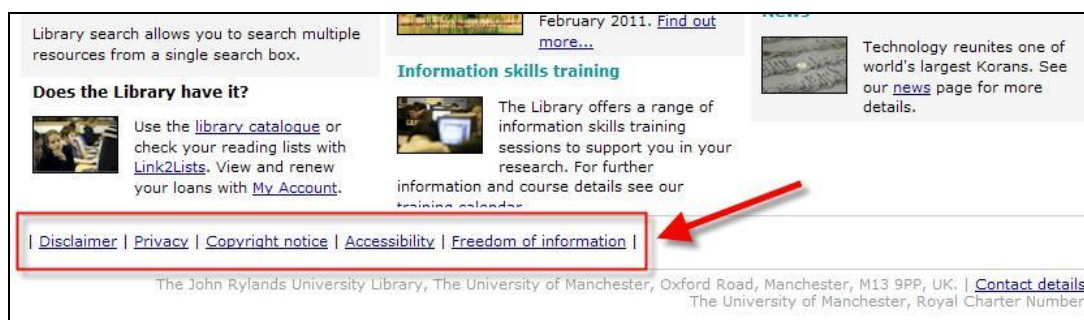 Library search allows you to search multiple
resources from a single search box.
Does the Library have it?
Use the library catalogue or
check your reading lists with
Link2Lists. View and renew
your loans with My Account.
February 2011. Find out
more...
Information skills training
The Library offers a range of
information skills training
sessions to support you in your
research. For further
information and course details see our
training calendar
News
Technology reunites one of
world's largest Korans. See
our news page for more
details.
| Disclaimer | Privacy | Copyright notice | Accessibility | Freedom of information |
The John Rylands University Library, The University of Manchester, Oxford Road, Manchester, M13 9PP, UK. | Contact details
The University of Manchester, Royal Charter Number